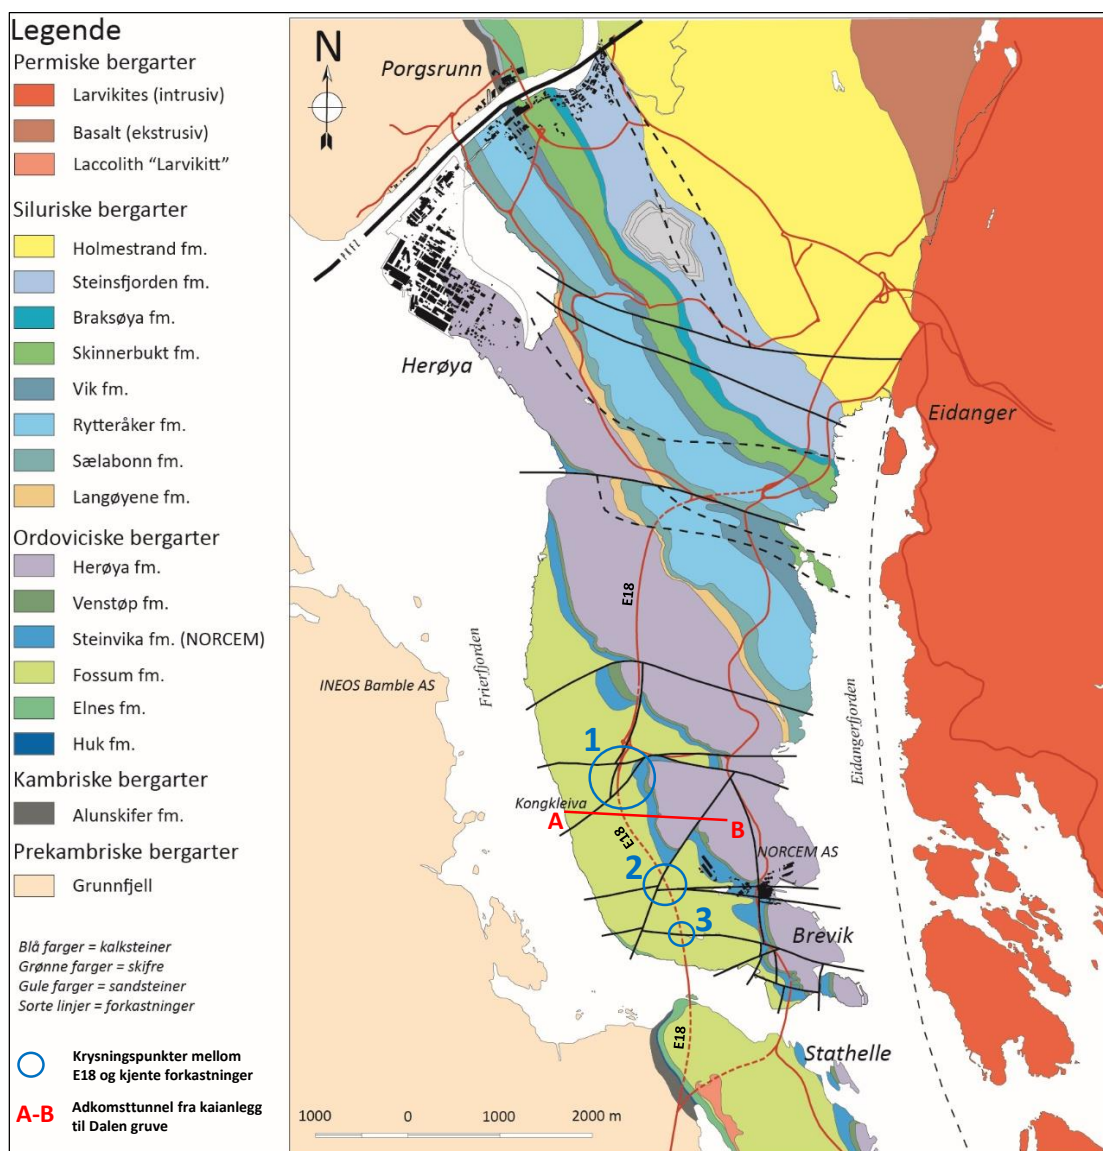 Legende
Permiske bergarter
Larvikites (intrusiv)
Basalt (ekstrusiv)
Laccolith “Larvikitt”
Siluriske bergarter
Holmestrand fm.
Steinsfjorden fm.
Braksøya fm.
Skinnerbukt fm.
Vik fm.
Rytteråker fm.
Sælabonn fm.
Langøyene fm.
Ordoviciske bergarter
Herøya fm.
Venstøp fm.
Steinvika fm. (NORCEM)
Fossum fm.
Elnes fm.
Huk fm.
Kambriske bergarter
Alunskifer fm.
Prekambriske bergarter
Grunnfjell
Blå farger = kalksteiner
Grønne farger = skifre
Gule farger = sandsteiner
Sorte linjer = forkastninger
Krysningspunkter mellom
E18 og kjente forkastninger
A-B
Adkomsttunnel fra kaianlegg
til Dalen gruve
N
Porgsrunn
PKFZ
Herøya
Eidanger
E18
INEOS Bamble AS
Frierfjorden
Eidangerfjorden
1
Kongkleiva
A
B
E18
NORCEM AS
2
3
Brevik
E18
Stathelle
1000
0
1000
2000 m